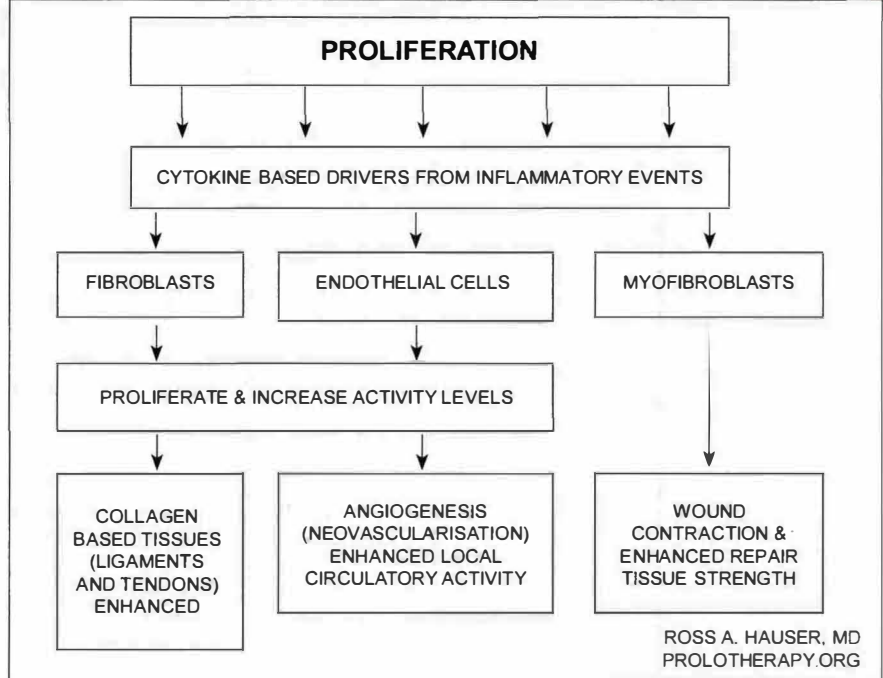 PROLIFERATION
CYTOKINE BASED DRIVERS FROM INFLAMMATORY EVENTS
FIBROBLASTS
ENDOTHELIAL CELLS
MYOFIBROBLASTS
PROLIFERATE & INCREASE ACTIVITY LEVELS
COLLAGEN
BASED TISSUES
(LIGAMENTS
AND TENDONS)
ENHANCED
ANGIOGENESIS
(NEOVASCULARISATION)
ENHANCED LOCAL
CIRCULATORY ACTIVITY
WOUND
CONTRACTION &
ENHANCED REPAIR
TISSUE STRENGTH
ROSS A. HAUSER, MD
PROLOTHERAPY.ORG